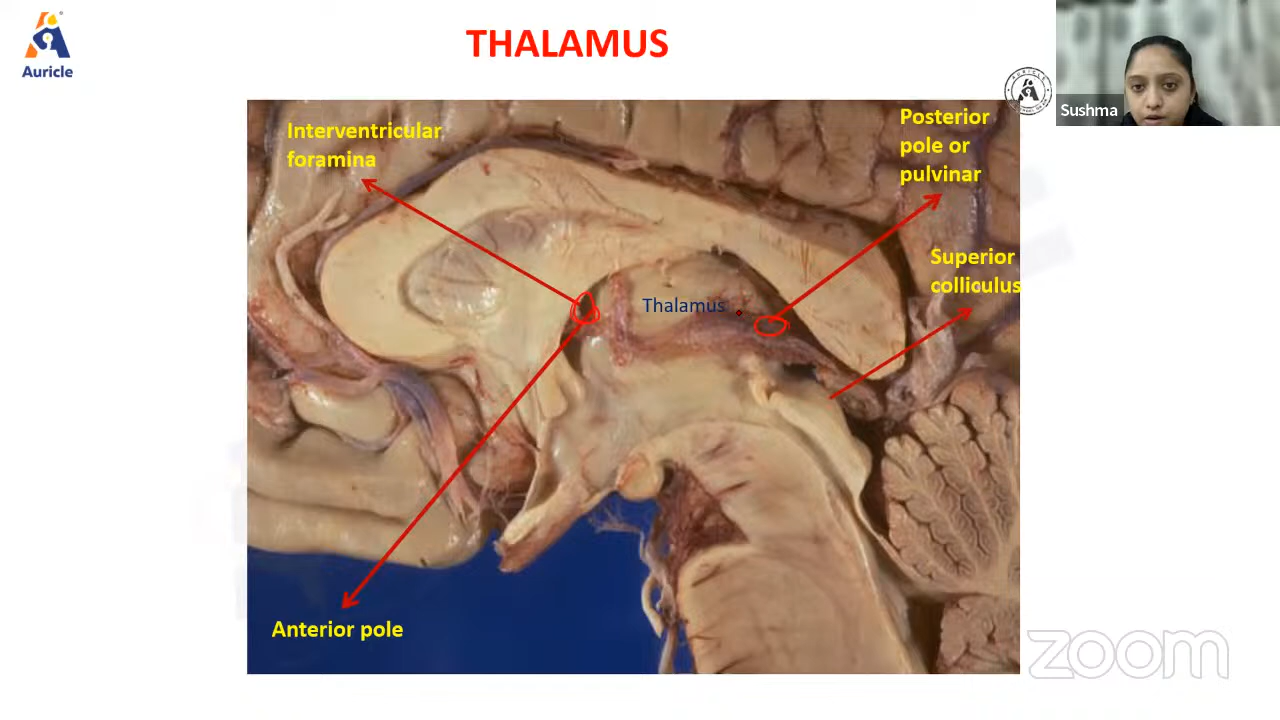 Auricle
THALAMUS
Sushma
Interventricular
foramina
Posterior
pole or
pulvinar
Superior
colliculus
Thalamus
Anterior pole
zoom